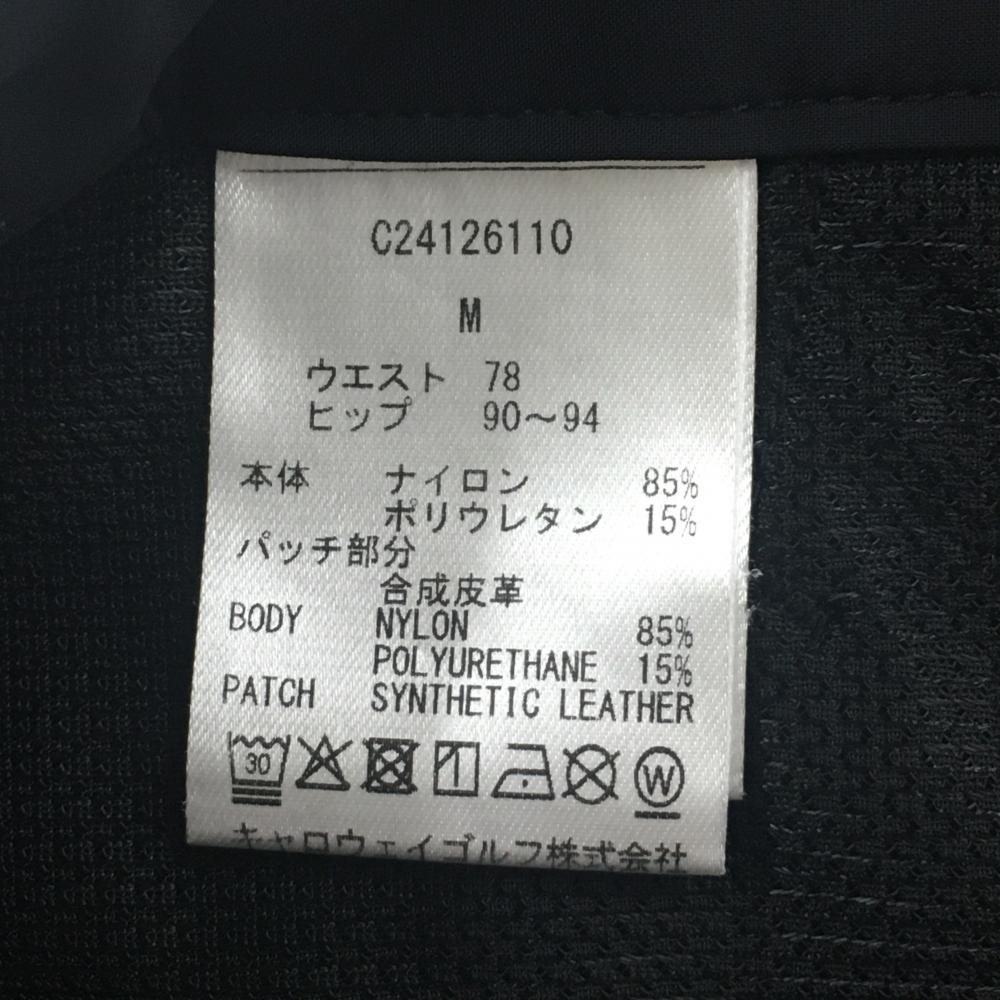 C24126110
M
ウエスト 78
ヒップ 90～94
本体 ナイロン 85%
ポリウレタン 15%
パッチ部分
合成皮革
BODY NYLON 85%
POLYURETHANE 15%
PATCH SYNTHETIC LEATHER
30 W
キャロウェイゴルフ株式会社